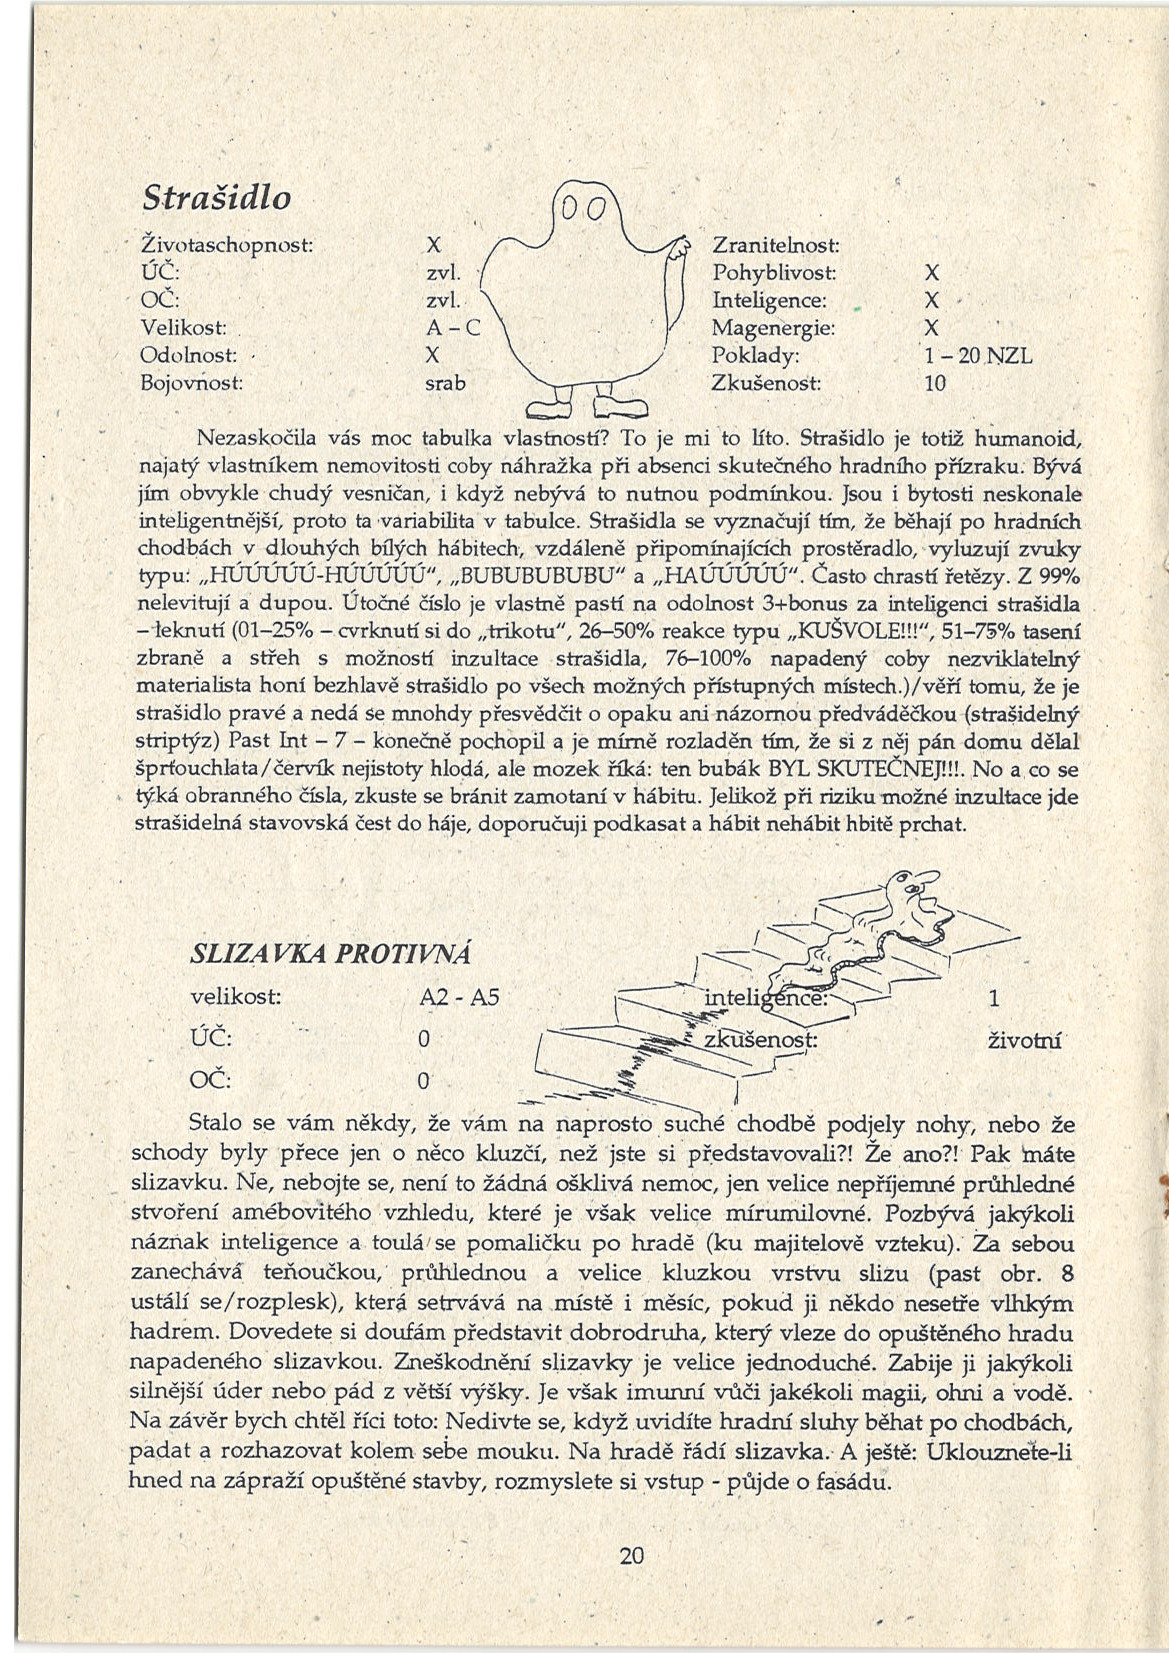 Strašidlo
Životaschopnost: X Zranitelnost:
ÚČ: zvl. Pohyblivost: X
OČ: zvl. Inteligence: X
Velikost: A – C Magenergie: X
Odolnost: X Poklady: 1 – 20 NZL
Bojovnost: srab Zkušenost: 10
Nezaskočila vás moc tabulka vlastností? To je mi to líto. Strašidlo je totiž humanoid,
najatý vlastníkem nemovitosti coby náhražka při absenci skutečného hradního přízraku. Bývá
jím obvykle chudý vesničan, i když nebývá to nutnou podmínkou. Jsou i bytosti neskonale
inteligentnější, proto ta variabilita v tabulce. Strašidla se vyznačují tím, že běhají po hradních
chodbách v dlouhých bílých hábitech, vzdáleně připomínajících prostěradlo, vyluzují zvuky
typu: „HÚÚÚÚÚ-HÚÚÚÚÚ“, „BUBUBUBUBU“ a „HAÚÚÚÚÚ“. Často chrastí řetězy. Z 99%
nelevitují a dupou. Útočné číslo je vlastně pastí na odolnost 3+bonus za inteligenci strašidla
– leknutí (01–25% – cvrknutí si do „trikotu“, 26–50% reakce typu „KUŠVOLE!!!“, 51–75% tasení
zbraně a střeh s možností inzultace strašidla, 76–100% napadený coby nezviklatelný
materialista honí bezhlavě strašidlo po všech možných přístupných místech.)/věří tomu, že je
strašidlo pravé a nedá se mnohdy přesvědčit o opaku ani názornou předváděčkou (strašidelný
striptýz) Past Int – 7 – konečně pochopil a je mírně rozladěn tím, že si z něj pán domu dělal
šprťouchlata/červík nejistoty hlodá, ale mozek říká: ten bubák BYL SKUTEČNEJ!!!. No a co se
týká obranného čísla, zkuste se bránit zamotaní v hábitu. Jelikož při riziku možné inzultace jde
strašidelná stavovská čest do háje, doporučuji podkasat a hábit nehábit hbitě prchat.
SLIZAVKA PROTIVNÁ
velikost: A2 - A5 inteligence: 1
ÚČ: 0 zkušenost: životní
OČ: 0
Stalo se vám někdy, že vám na naprosto suché chodbě podjely nohy, nebo že
schody byly přece jen o něco kluzčí, než jste si představovali?! Že ano?! Pak máte
slizavku. Ne, nebojte se, není to žádná ošklivá nemoc, jen velice nepříjemné průhledné
stvoření amébovitého vzhledu, které je však velice mírumilovné. Pozbývá jakýkoli
náznak inteligence a toulá se pomaličku po hradě (ku majitelově vzteku). Za sebou
zanechává teňoučkou, průhlednou a velice kluzkou vrstvu slizu (past obr. 8
ustálí se/rozplesk), která setrvává na místě i měsíc, pokud ji někdo nesetře vlhkým
hadrem. Dovedete si doufám představit dobrodruha, který vleze do opuštěného hradu
napadeného slizavkou. Zneškodnění slizavky je velice jednoduché. Zabije ji jakýkoli
silnější úder nebo pád z větší výšky. Je však imunní vůči jakékoli magii, ohni a vodě.
Na závěr bych chtěl říci toto: Nedivte se, když uvidíte hradní sluhy běhat po chodbách,
padat a rozhazovat kolem sebe mouku. Na hradě řádí slizavka. A ještě: Uklouznete-li
hned na zápraží opuštěné stavby, rozmyslete si vstup - půjde o fasádu.
20